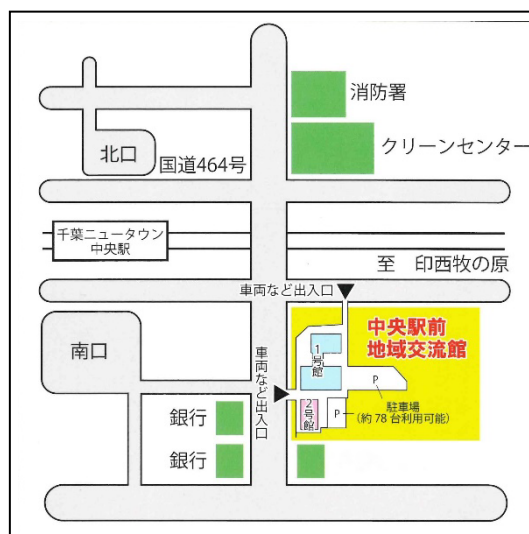 消防署
クリーンセンター
北口
国道464号
千葉ニュータウン
中央駅
至　印西牧の原
車両など出入口
中央駅前
地域交流館
南口
車両など出入口
1号館
P
駐車場
(約78台利用可能)
P
2号館
銀行
銀行